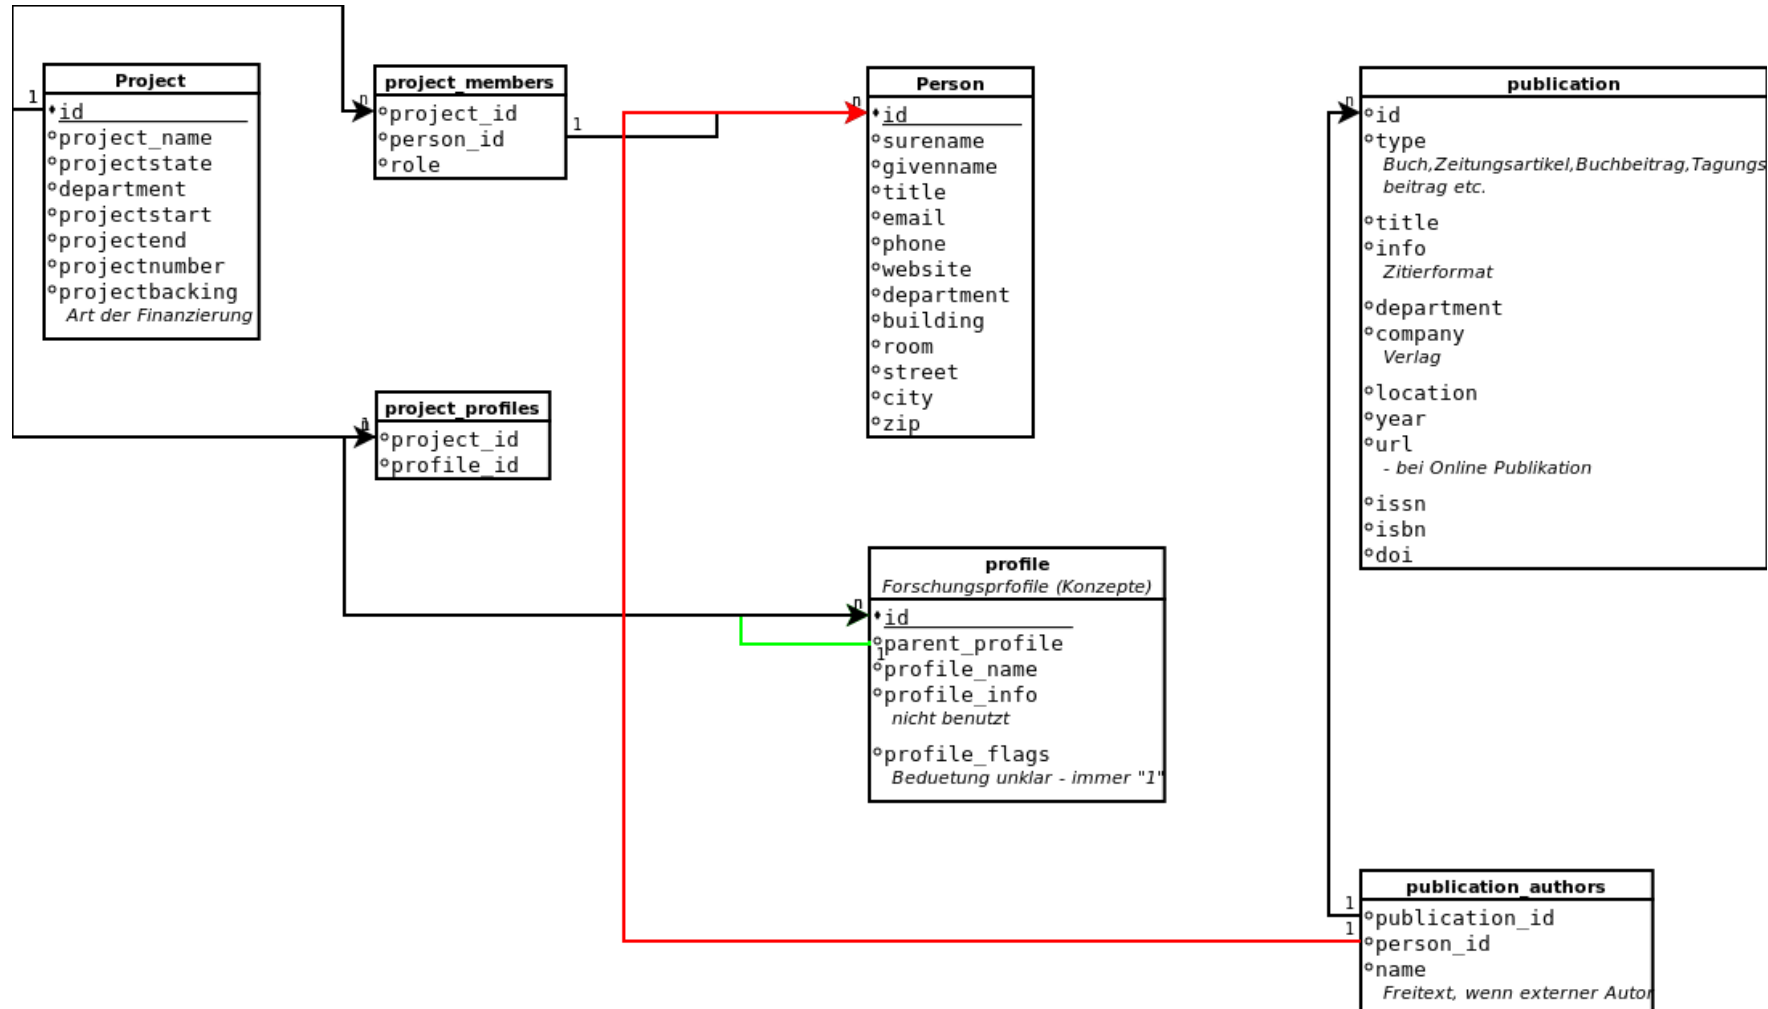 Project
1
id
project_name
projectstate
department
projectstart
projectend
projectnumber
projectbacking
Art der Finanzierung
project_members
n
project_id
person_id
role
1
Person
n
id
surename
givenname
title
email
phone
website
department
building
room
street
city
zip
publication
n
id
type
Buch,Zeitungsartikel,Buchbeitrag,Tagungs
beitrag etc.
title
info
Zitierformat
department
company
Verlag
location
year
url
- bei Online Publikation
issn
isbn
doi
project_profiles
project_id
profile_id
profile
Forschungsprfofile (Konzepte)
n
id
parent_profile
1
profile_name
profile_info
nicht benutzt
profile_flags
Beduetung unklar - immer "1"
publication_authors
1
publication_id
1
person_id
name
Freitext, wenn externer Autor